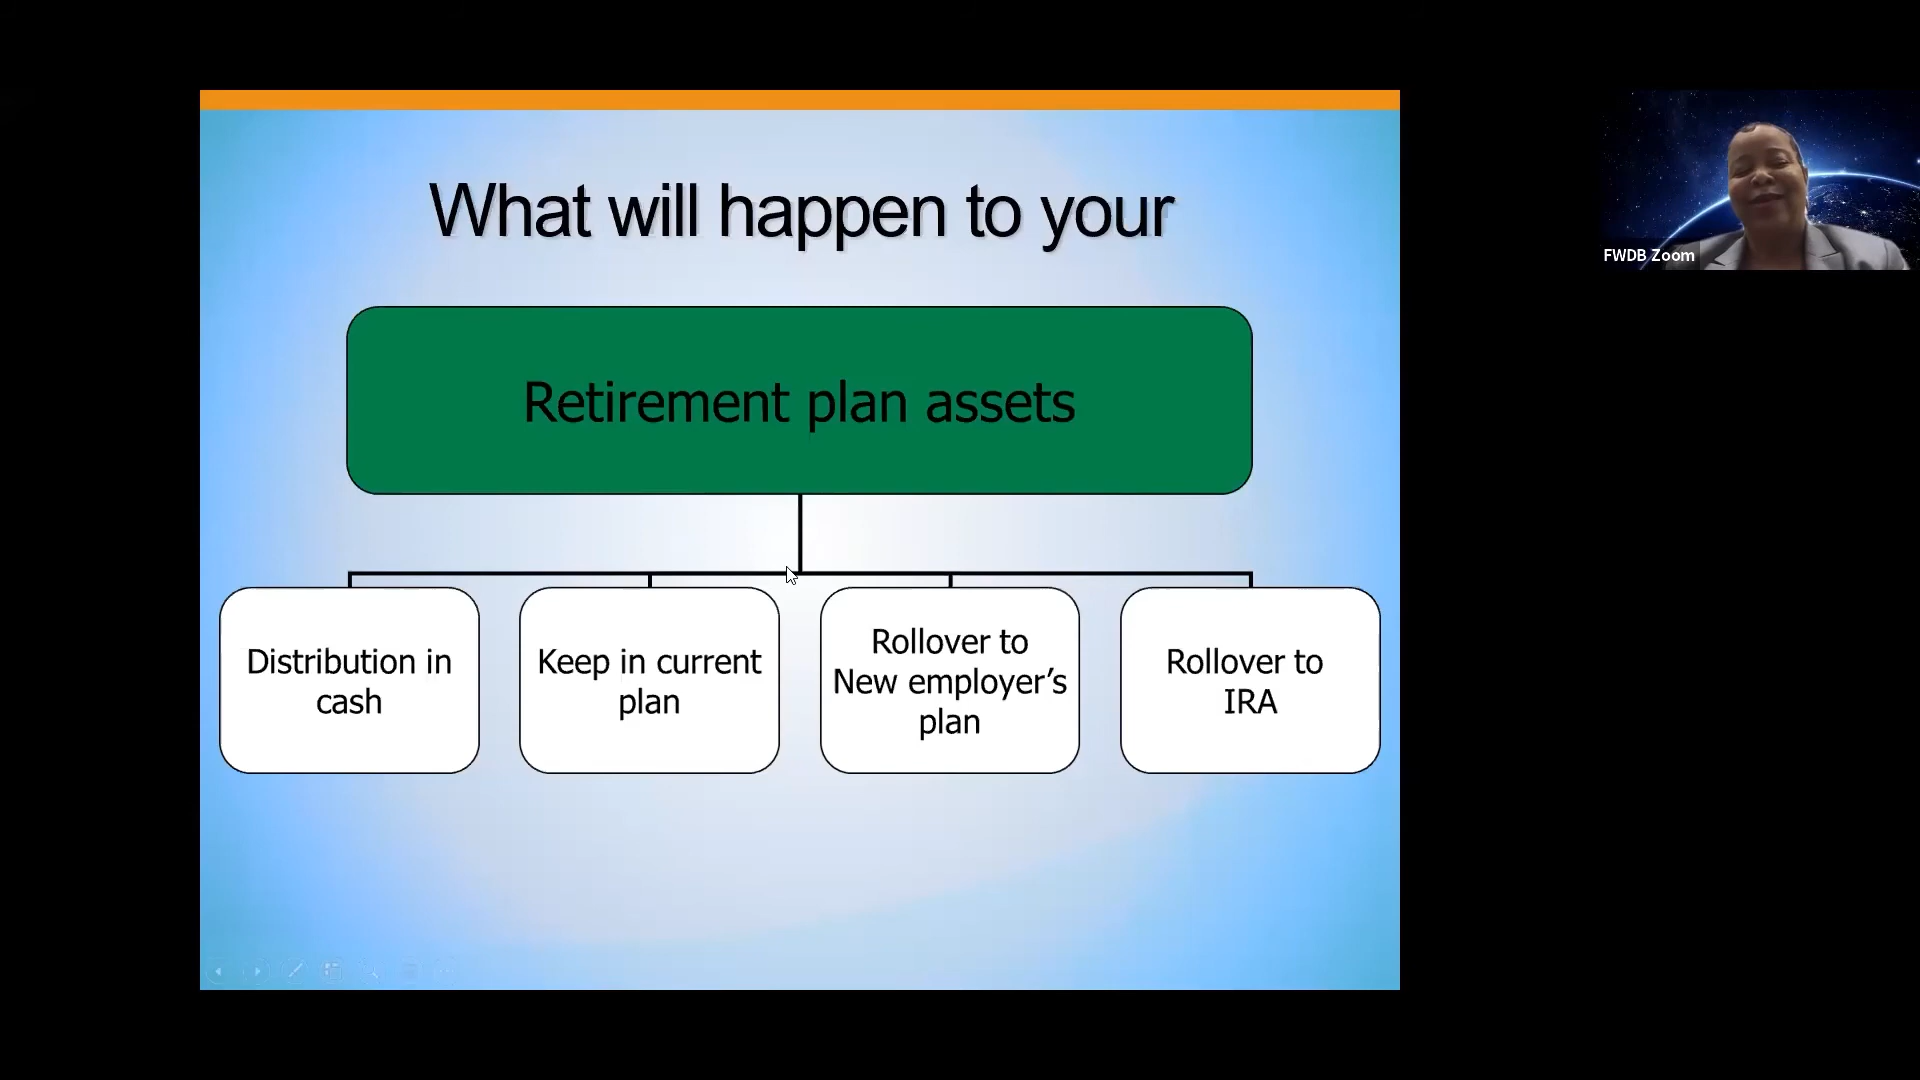 What will happen to your
Retirement plan assets
Distribution in
cash
Keep in current
plan
Rollover to
New employer’s
plan
Rollover to
IRA
FWDB Zoom